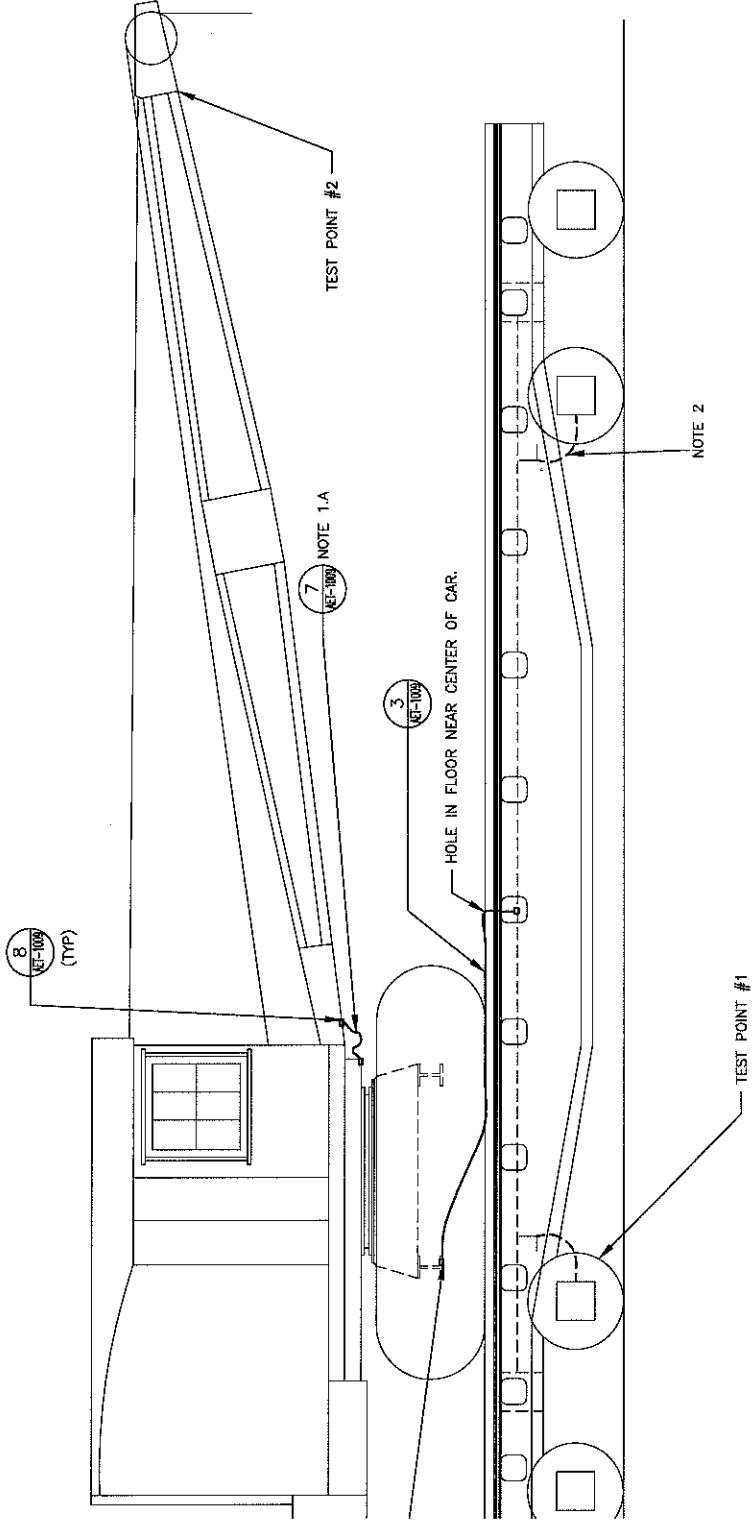 TEST POINT #2
8
AET-1009
(TYP)
7
AET-1009
NOTE 1.A
3
AET-1009
HOLE IN FLOOR NEAR CENTER OF CAR.
NOTE 2
TEST POINT #1